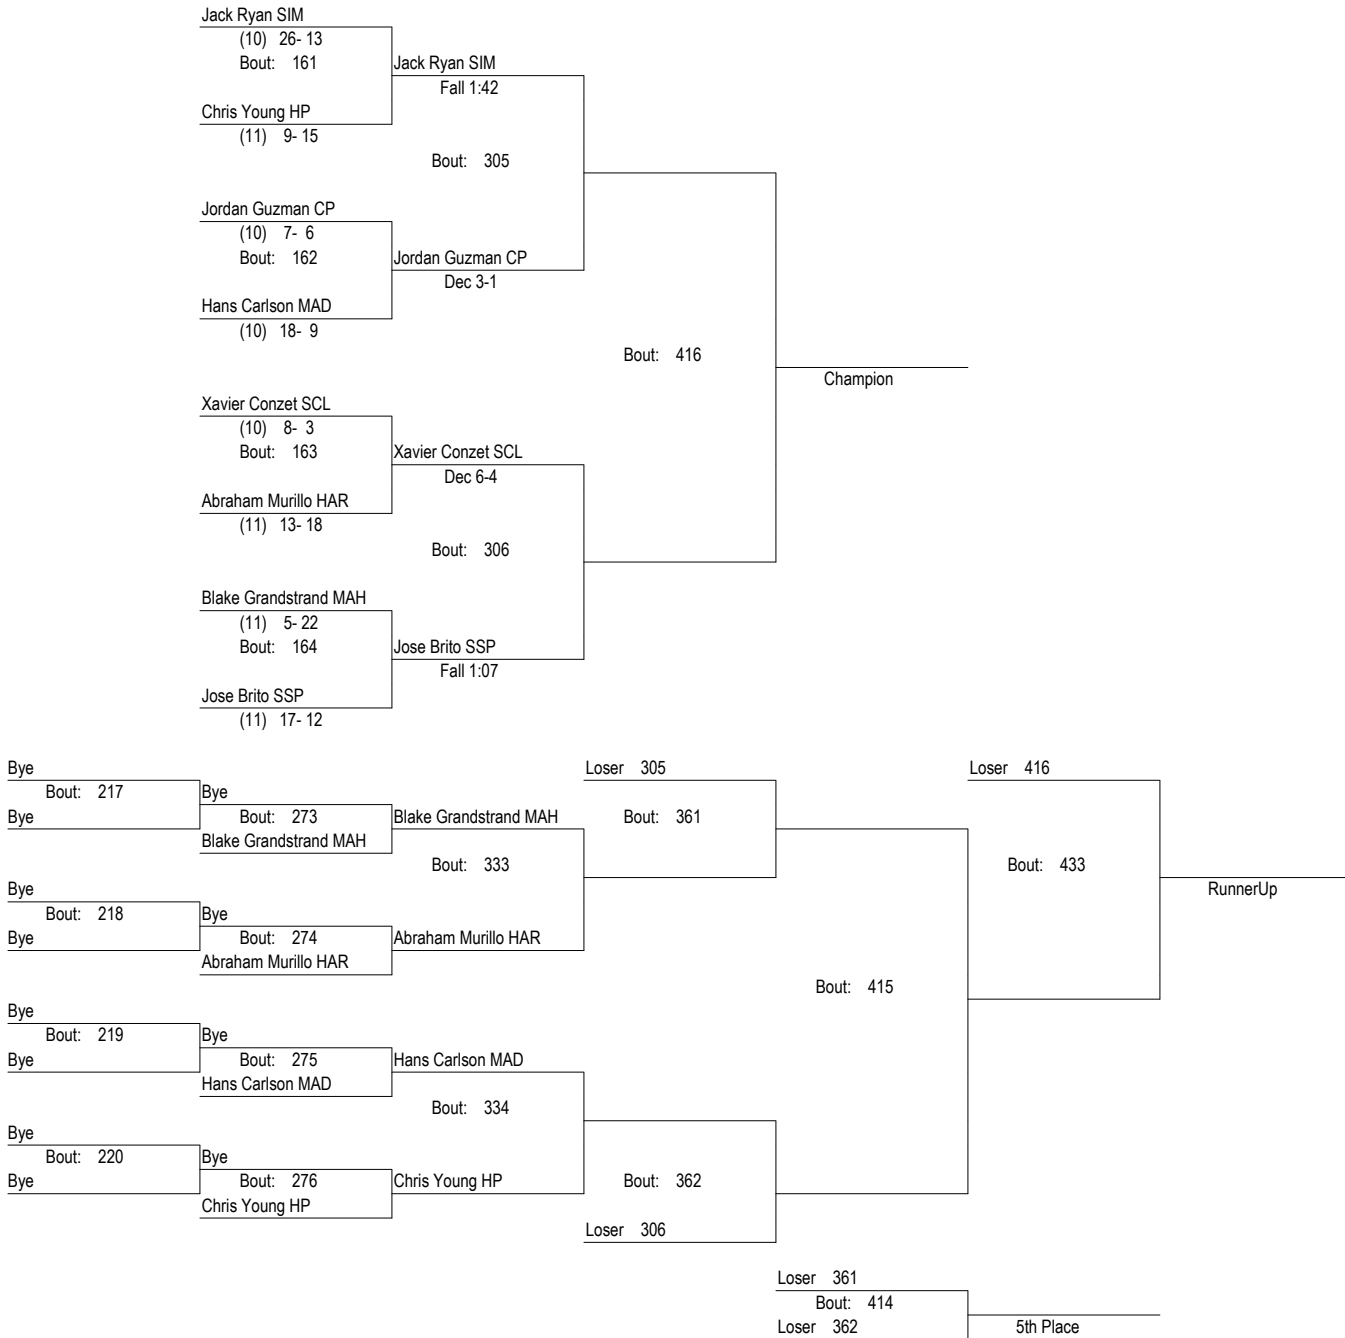 Jack Ryan SIM
(10) 26- 13
Bout: 161
Jack Ryan SIM
Fall 1:42
Chris Young HP
(11) 9- 15
Bout: 305
Jordan Guzman CP
(10) 7- 6
Bout: 162
Jordan Guzman CP
Dec 3-1
Hans Carlson MAD
(10) 18- 9
Bout: 416
Champion
Xavier Conzet SCL
(10) 8- 3
Bout: 163
Xavier Conzet SCL
Dec 6-4
Abraham Murillo HAR
(11) 13- 18
Bout: 306
Blake Grandstrand MAH
(11) 5- 22
Bout: 164
Jose Brito SSP
Fall 1:07
Jose Brito SSP
(11) 17- 12
Bye
Bout: 217
Bye
Bye
Bout: 273
Blake Grandstrand MAH
Blake Grandstrand MAH
Bout: 333
Loser 305
Bout: 361
Loser 416
Bout: 433
RunnerUp
Bye
Bout: 218
Bye
Bye
Bout: 274
Abraham Murillo HAR
Abraham Murillo HAR
Bout: 415
Bye
Bout: 219
Bye
Bye
Bout: 275
Hans Carlson MAD
Hans Carlson MAD
Bout: 334
Bye
Bout: 220
Bye
Bye
Bout: 276
Chris Young HP
Chris Young HP
Bout: 362
Loser 306
Loser 361
Bout: 414
Loser 362
5th Place